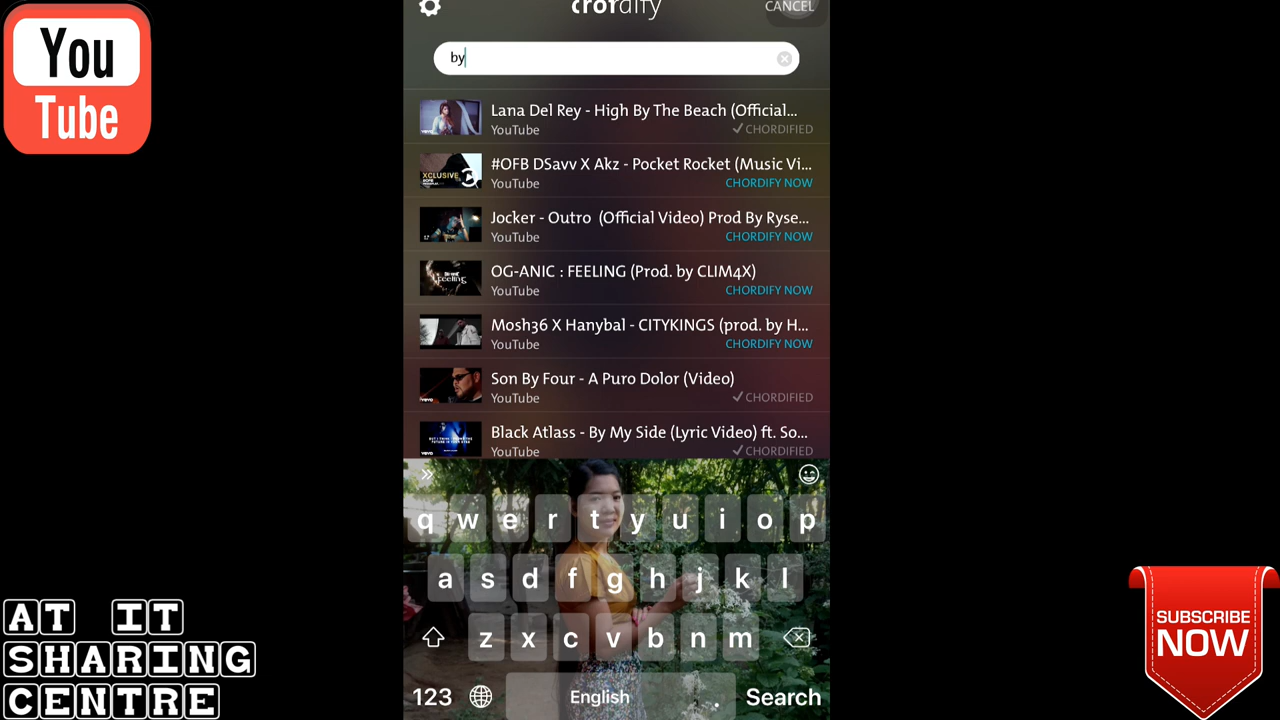 You
Tube
chordify
CANCEL
by
Lana Del Rey - High By The Beach (Official...
YouTube
CHORDIFIED
#OFB DSavv X Akz - Pocket Rocket (Music Vi...
YouTube
CHORDIFY NOW
Jocker - Outro (Official Video) Prod By Ryse...
YouTube
CHORDIFY NOW
OG-ANIC : FEELING (Prod. by CLIM4X)
YouTube
CHORDIFY NOW
Mosh36 X Hanybal - CITYKINGS (prod. by H...
YouTube
CHORDIFY NOW
Son By Four - A Puro Dolor (Video)
YouTube
CHORDIFIED
Black Atlass - By My Side (Lyric Video) ft. So...
YouTube
CHORDIFIED
q w e r t y u i o p
a s d f g h j k l
z x c v b n m
123 English . Search
AT IT
SHARING
CENTRE
SUBSCRIBE
NOW